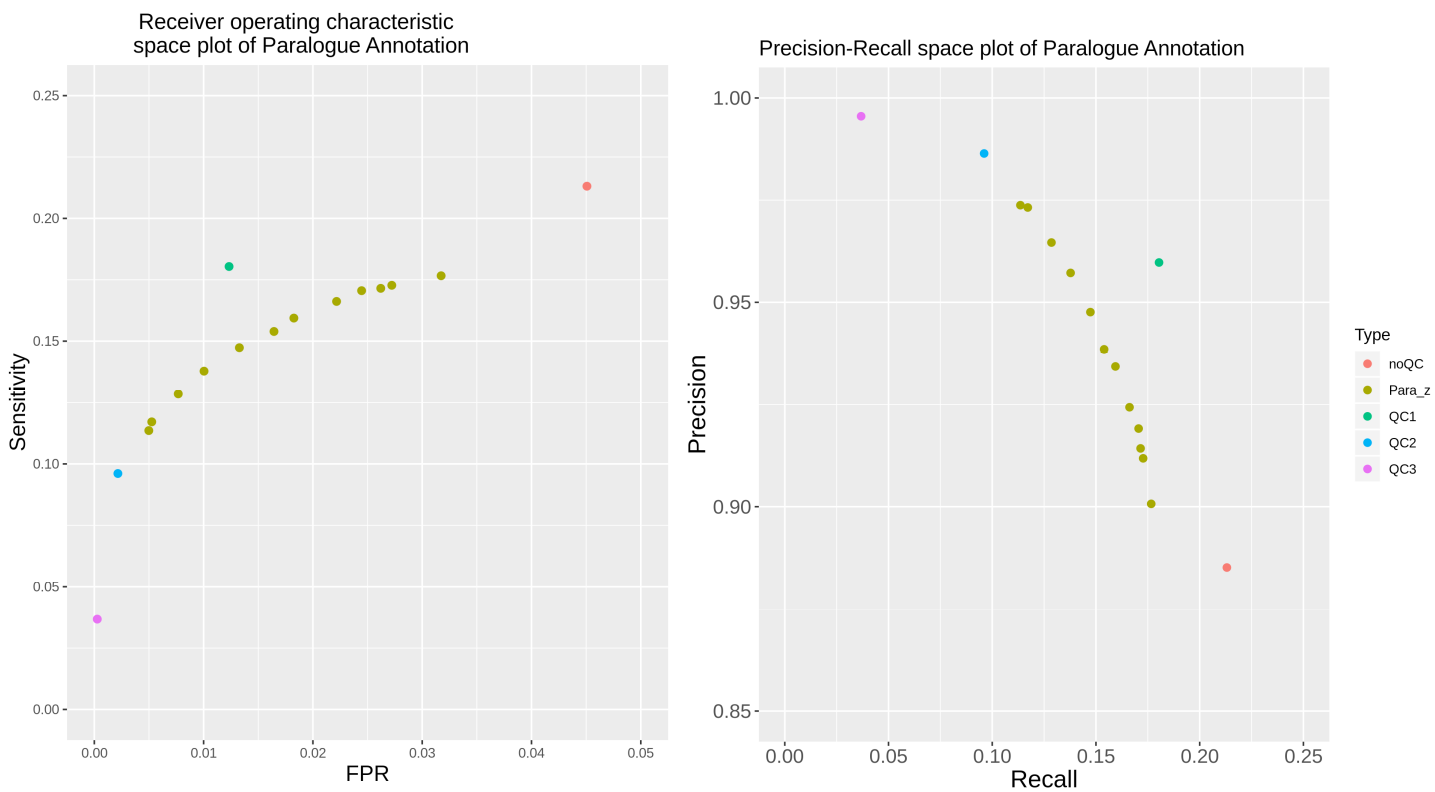 Receiver operating characteristic
space plot of Paralogue Annotation
0.25
0.20
0.15
0.10
0.05
0.00
Sensitivity
0.00 0.01 0.02 0.03 0.04 0.05
FPR
Precision-Recall space plot of Paralogue Annotation
1.00
0.95
0.90
0.85
Precision
0.00 0.05 0.10 0.15 0.20 0.25
Recall
Type
noQC
Para_z
QC1
QC2
QC3